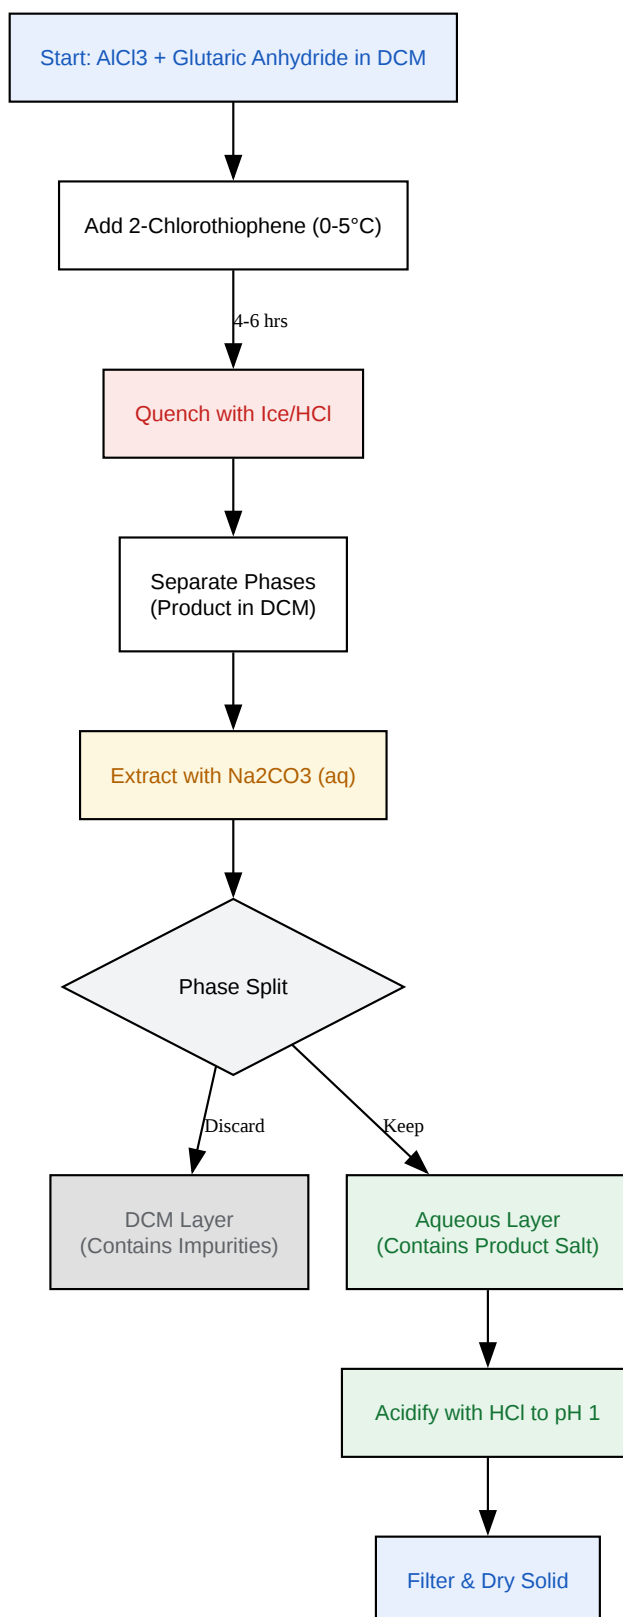 Start: AlCl3 + Glutaric Anhydride in DCM
Add 2-Chlorothiophene (0-5°C)
4-6 hrs
Quench with Ice/HCl
Separate Phases
(Product in DCM)
Extract with Na2CO3 (aq)
Phase Split
Discard
Keep
DCM Layer
(Contains Impurities)
Aqueous Layer
(Contains Product Salt)
Acidify with HCl to pH 1
Filter & Dry Solid